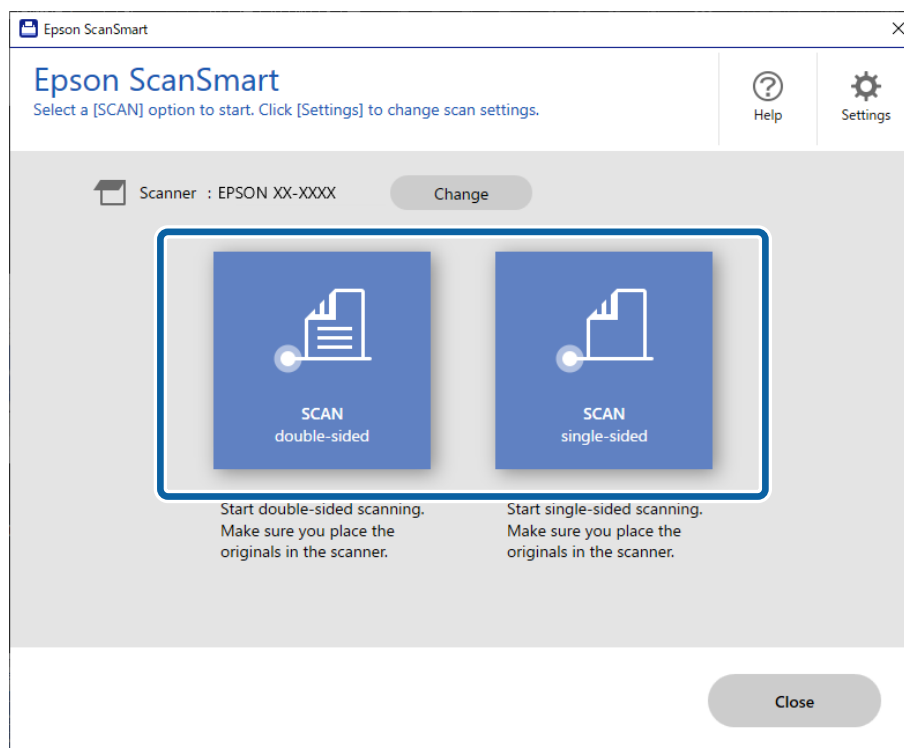 Epson ScanSmart
Epson ScanSmart
Select a [SCAN] option to start. Click [Settings] to change scan settings.
Help
Settings
Scanner : EPSON XX-XXXX
Change
SCAN
double-sided
SCAN
single-sided
Start double-sided scanning.
Make sure you place the
originals in the scanner.
Start single-sided scanning.
Make sure you place the
originals in the scanner.
Close